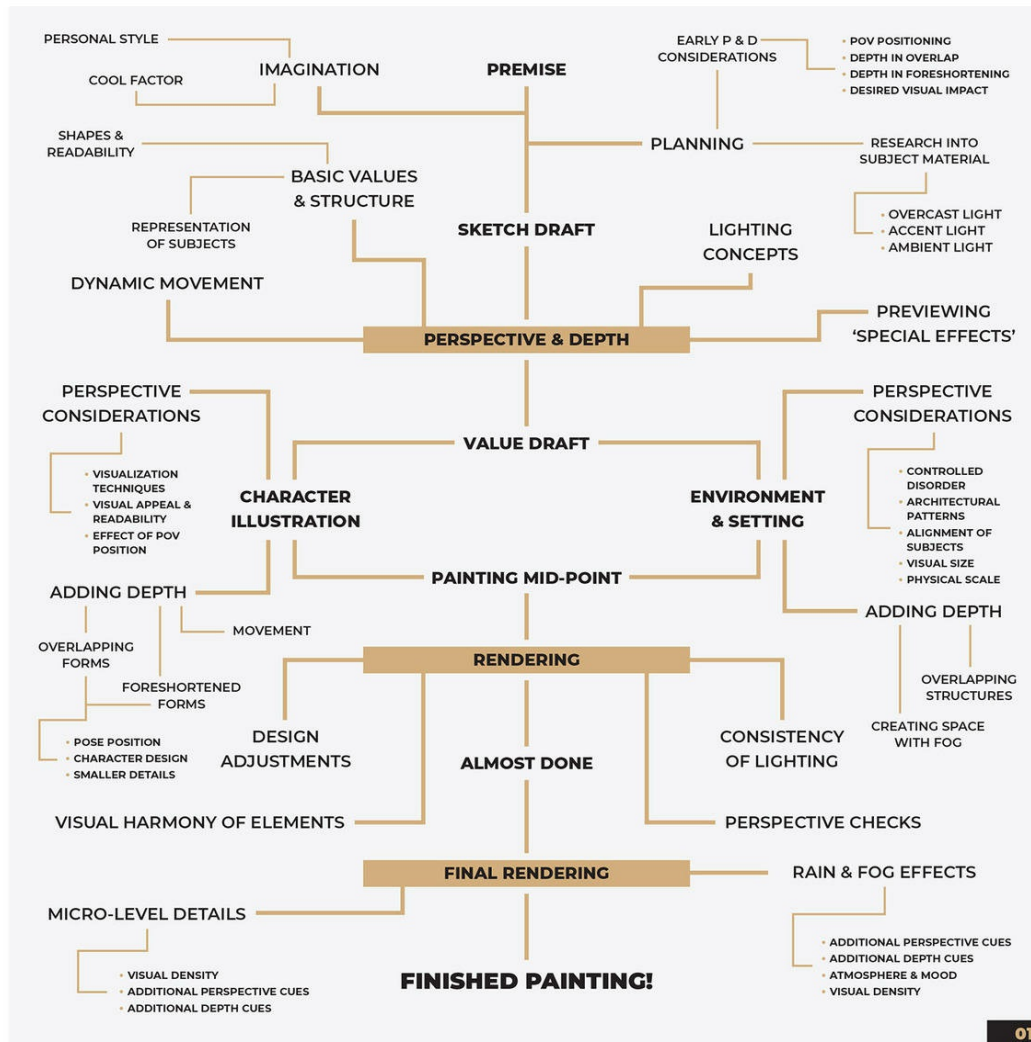 PERSONAL STYLE
IMAGINATION
COOL FACTOR
PREMISE
EARLY P & D
CONSIDERATIONS
• POV POSITIONING
• DEPTH IN OVERLAP
• DEPTH IN FORESHORTENING
• DESIRED VISUAL IMPACT
SHAPES &
READABILITY
BASIC VALUES
& STRUCTURE
REPRESENTATION
OF SUBJECTS
PLANNING
RESEARCH INTO
SUBJECT MATERIAL
• OVERCAST LIGHT
• ACCENT LIGHT
• AMBIENT LIGHT
SKETCH DRAFT
LIGHTING
CONCEPTS
DYNAMIC MOVEMENT
PREVIEWING
‘SPECIAL EFFECTS’
PERSPECTIVE & DEPTH
PERSPECTIVE
CONSIDERATIONS
• VISUALIZATION
TECHNIQUES
• VISUAL APPEAL &
READABILITY
• EFFECT OF POV
POSITION
VALUE DRAFT
CHARACTER
ILLUSTRATION
ENVIRONMENT
& SETTING
PERSPECTIVE
CONSIDERATIONS
• CONTROLLED
DISORDER
• ARCHITECTURAL
PATTERNS
• ALIGNMENT OF
SUBJECTS
• VISUAL SIZE
• PHYSICAL SCALE
PAINTING MID-POINT
ADDING DEPTH
OVERLAPPING
FORMS
MOVEMENT
FORESHORTENED
FORMS
• POSE POSITION
• CHARACTER DESIGN
• SMALLER DETAILS
ADDING DEPTH
OVERLAPPING
STRUCTURES
CREATING SPACE
WITH FOG
RENDERING
DESIGN
ADJUSTMENTS
CONSISTENCY
OF LIGHTING
ALMOST DONE
VISUAL HARMONY OF ELEMENTS
PERSPECTIVE CHECKS
FINAL RENDERING
RAIN & FOG EFFECTS
MICRO-LEVEL DETAILS
• VISUAL DENSITY
• ADDITIONAL PERSPECTIVE CUES
• ADDITIONAL DEPTH CUES
• ADDITIONAL PERSPECTIVE CUES
• ADDITIONAL DEPTH CUES
• ATMOSPHERE & MOOD
• VISUAL DENSITY
FINISHED PAINTING!
01